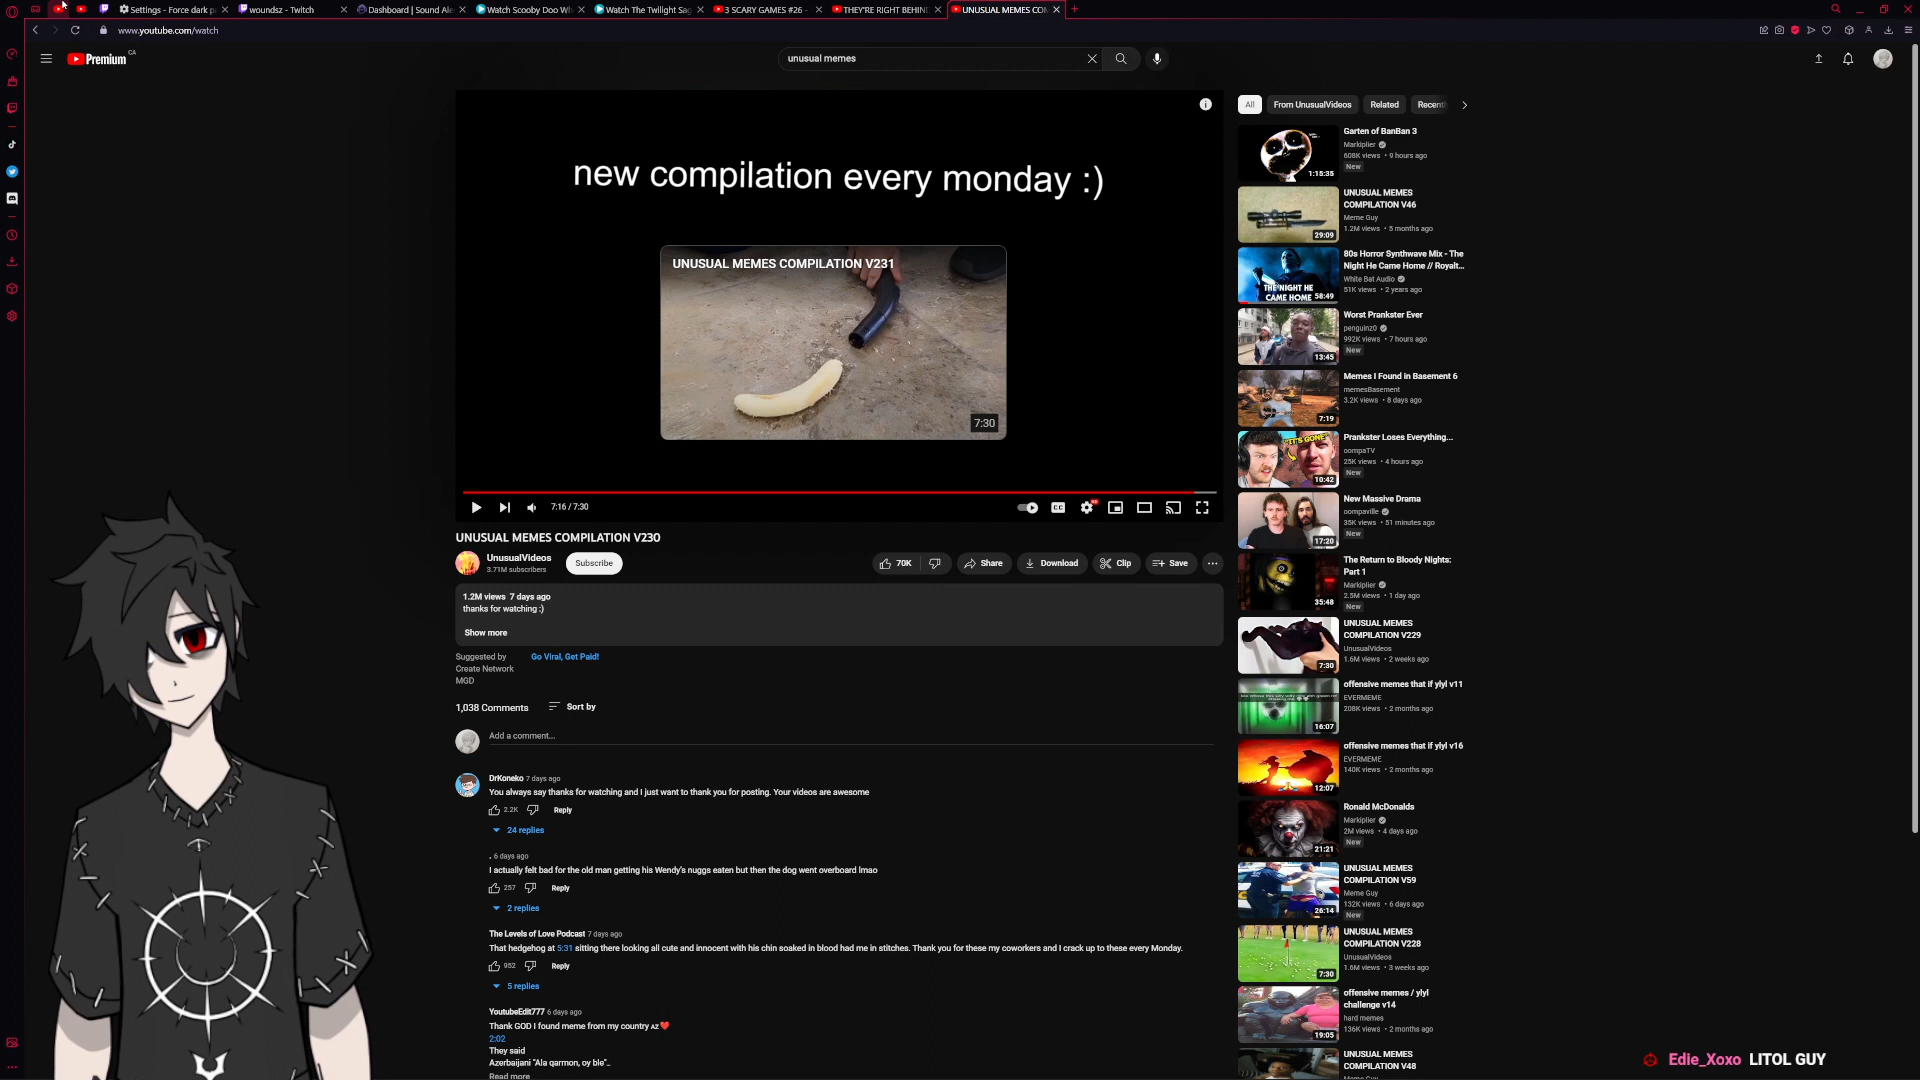 Settings - Force dark p
woundsz - Twitch
Dashboard | Sound Ale
Watch Scooby Doo Wh
Watch The Twilight Sag
3 SCARY GAMES #26 -
THEY'RE RIGHT BEHIND
UNUSUAL MEMES COM
www.youtube.com/watch
Premium CA
unusual memes
new compilation every monday :)
UNUSUAL MEMES COMPILATION V231
7:30
7:16 / 7:30
UNUSUAL MEMES COMPILATION V230
UnusualVideos
3.71M subscribers
Subscribe
70K
Share
Download
Clip
Save
1.2M views 7 days ago
thanks for watching :)
Show more
Suggested by
Create Network
MGD
Go Viral, Get Paid!
1,038 Comments
Sort by
Add a comment...
DrKoneko 7 days ago
You always say thanks for watching and I just want to thank you for posting. Your videos are awesome
2.2K
Reply
24 replies
. 6 days ago
I actually felt bad for the old man getting his Wendy's nuggs eaten but then the dog went overboard lmao
257
Reply
2 replies
The Levels of Love Podcast 7 days ago
That hedgehog at 5:31 sitting there looking all cute and innocent with his chin soaked in blood had me in stitches. Thank you for these my coworkers and I crack up to these every Monday.
952
Reply
5 replies
YoutubeEdit777 6 days ago
Thank GOD I found meme from my country AZ❤️
2:02
They said
Azerbaijani "Ala qarmon, oy ble"..
Read more
All
From UnusualVideos
Related
Recent
Garten of BanBan 3
Markiplier
608K views • 9 hours ago
New
1:15:35
UNUSUAL MEMES
COMPILATION V46
Meme Guy
1.2M views • 5 months ago
29:09
80s Horror Synthwave Mix - The
Night He Came Home // Royalt...
White Bat Audio
51K views • 2 years ago
THE NIGHT HE
CAME HOME
58:49
Worst Prankster Ever
penguinz0
992K views • 7 hours ago
New
13:45
Memes I Found in Basement 6
memesBasement
3.2K views • 8 days ago
7:19
Prankster Loses Everything...
oompaTV
25K views • 4 hours ago
New
"IT'S GONE"
10:42
New Massive Drama
oompaville
35K views • 51 minutes ago
New
17:20
The Return to Bloody Nights:
Part 1
Markiplier
2.5M views • 1 day ago
New
35:48
UNUSUAL MEMES
COMPILATION V229
UnusualVideos
1.6M views • 2 weeks ago
7:30
offensive memes that if ylyl v11
EVERMEME
208K views • 2 months ago
16:07
offensive memes that if ylyl v16
EVERMEME
140K views • 2 months ago
12:07
Ronald McDonalds
Markiplier
2M views • 4 days ago
New
21:21
UNUSUAL MEMES
COMPILATION V59
Meme Guy
132K views • 6 days ago
New
26:14
UNUSUAL MEMES
COMPILATION V228
UnusualVideos
1.6M views • 3 weeks ago
7:30
offensive memes / ylyl
challenge v14
hard memes
136K views • 2 months ago
19:05
UNUSUAL MEMES
COMPILATION V48
Meme Guy
Edie_Xoxo LITOL GUY